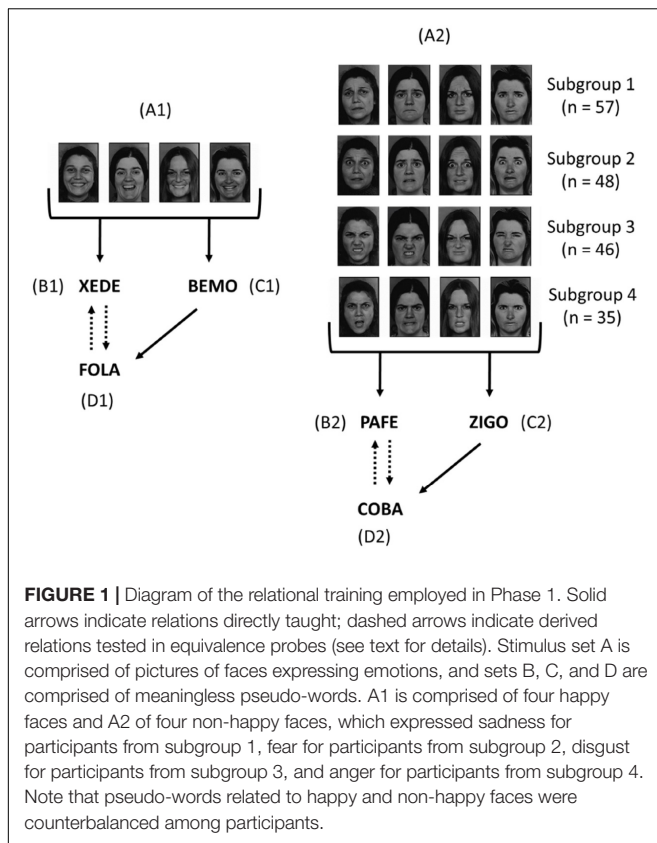 (A2)
Subgroup 1
(n = 57)
(A1)
Subgroup 2
(n = 48)
Subgroup 3
(n = 46)
(B1) XEDE BEMO (C1)
Subgroup 4
(n = 35)
FOLA
(D1)
(B2) PAFE ZIGO (C2)
COBA
(D2)
FIGURE 1 | Diagram of the relational training employed in Phase 1. Solid
arrows indicate relations directly taught; dashed arrows indicate derived
relations tested in equivalence probes (see text for details). Stimulus set A is
comprised of pictures of faces expressing emotions, and sets B, C, and D are
comprised of meaningless pseudo-words. A1 is comprised of four happy
faces and A2 of four non-happy faces, which expressed sadness for
participants from subgroup 1, fear for participants from subgroup 2, disgust
for participants from subgroup 3, and anger for participants from subgroup 4.
Note that pseudo-words related to happy and non-happy faces were
counterbalanced among participants.